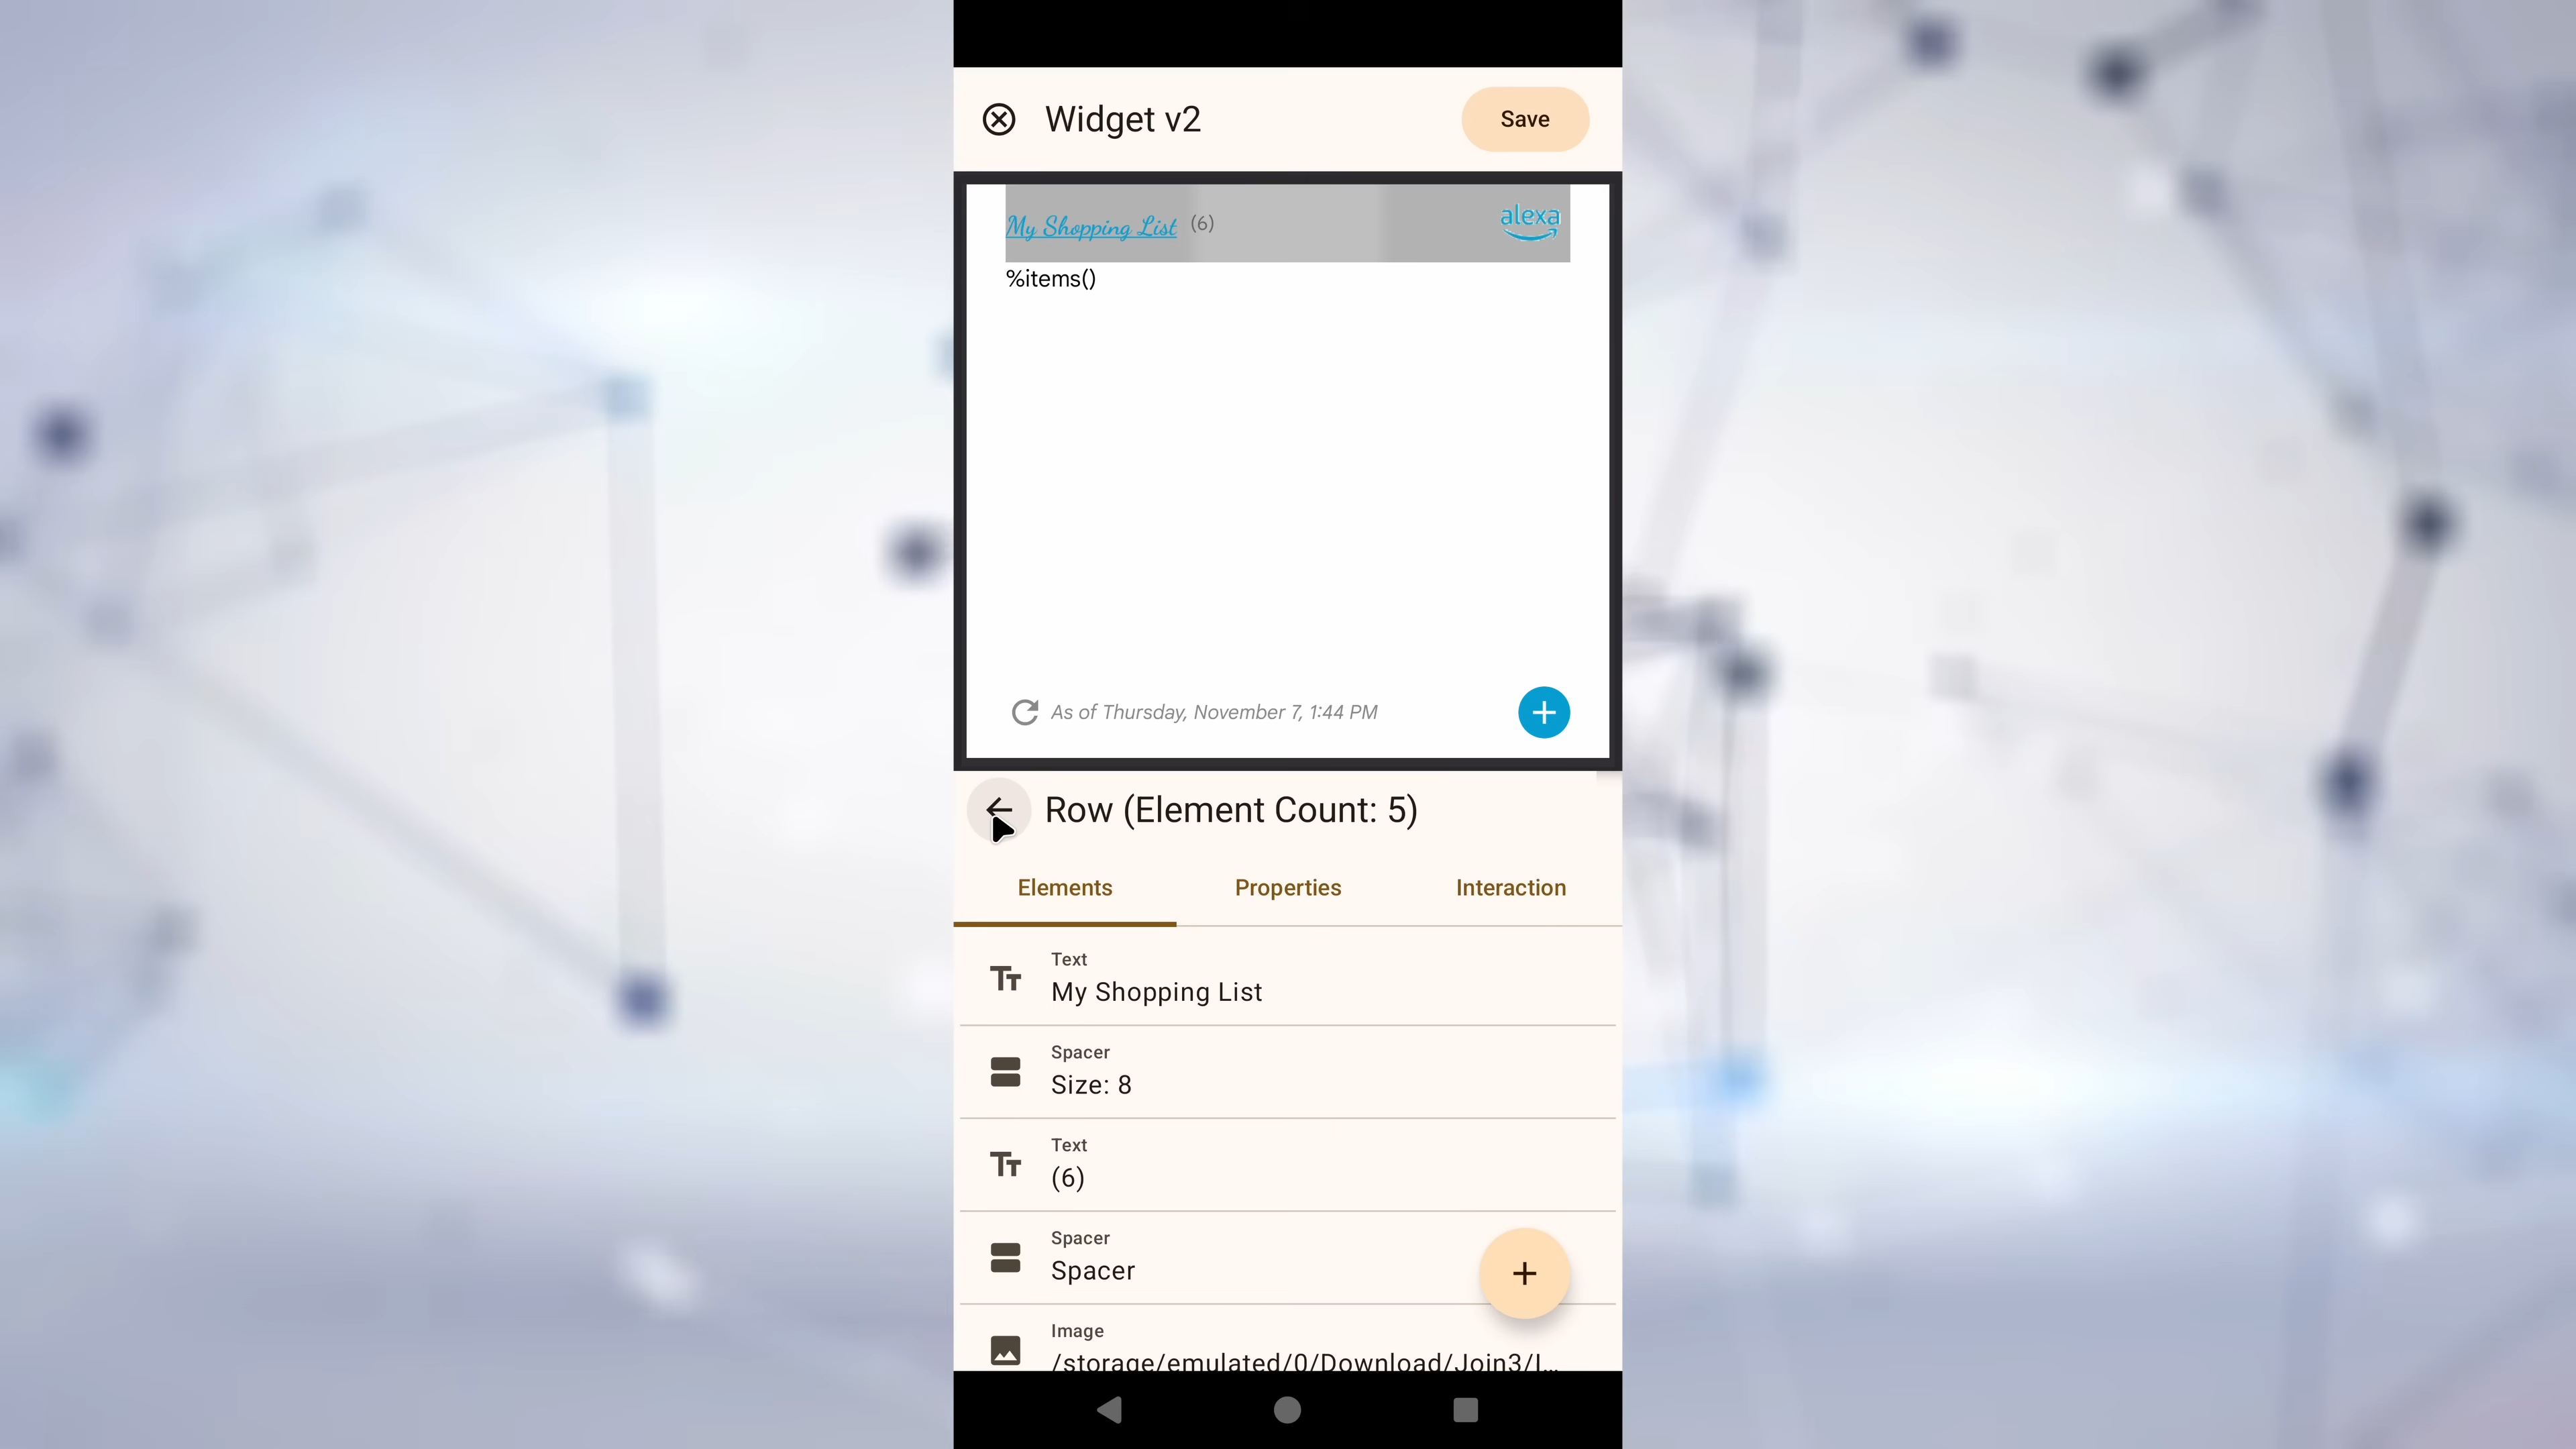 Widget v2
Save
My Shopping List (6) alexa
%items()
As of Thursday, November 7, 1:44 PM
Row (Element Count: 5)
Elements Properties Interaction
Text
My Shopping List
Spacer
Size: 8
Text
(6)
Spacer
Spacer
Image
/storage/emulated/0/Download/Join3/I...